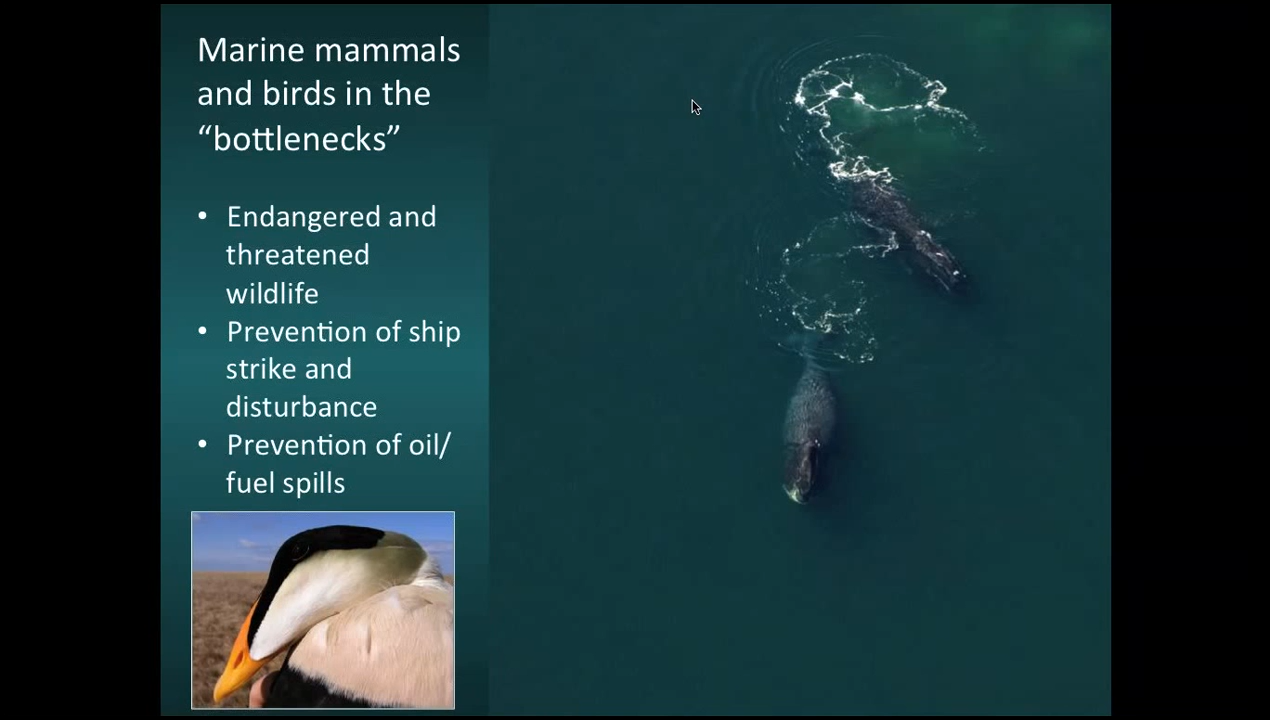 Marine mammals
and birds in the
“bottlenecks”
• Endangered and
threatened
wildlife
• Prevention of ship
strike and
disturbance
• Prevention of oil/
fuel spills